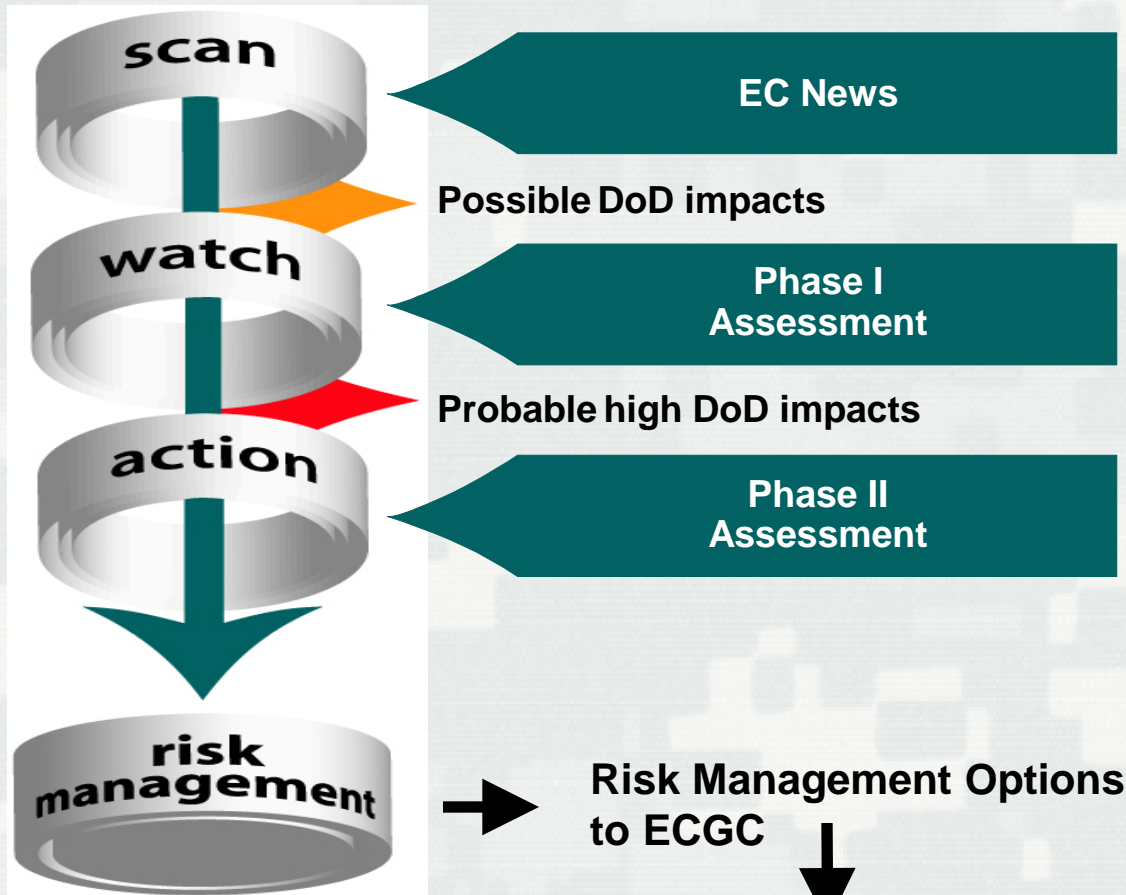 scan
EC News
Possible DoD impacts
watch
Phase I
Assessment
Probable high DoD impacts
action
Phase II
Assessment
risk
management
Risk Management Options
to ECGC